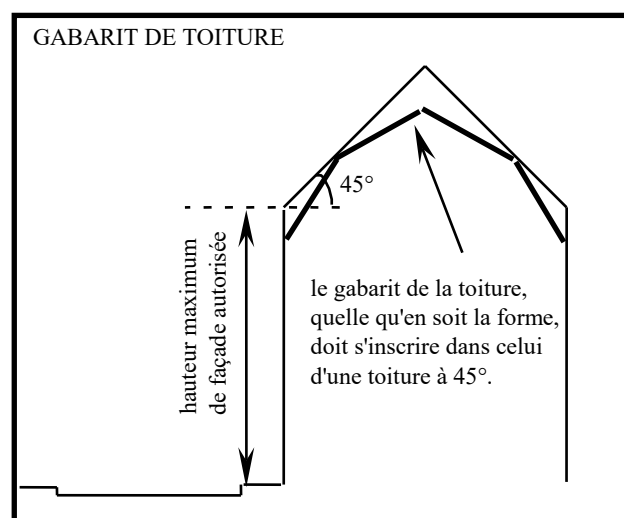 GABARIT DE TOITURE
45°
hauteur maximum
de façade autorisée
le gabarit de la toiture,
quelle qu'en soit la forme,
doit s'inscrire dans celui
d'une toiture à 45°.